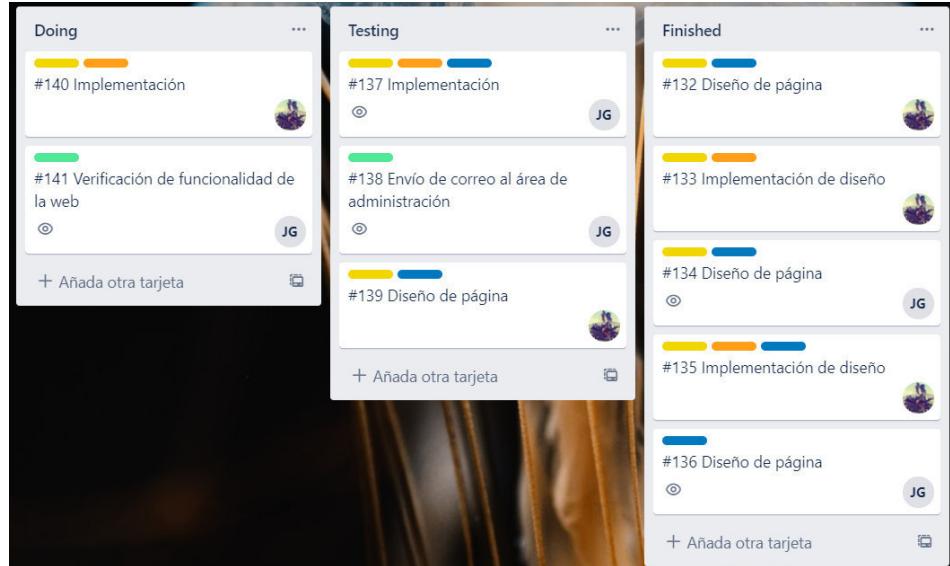 Doing
#140 Implementación
#141 Verificación de funcionalidad de
la web
JG
+ Añada otra tarjeta
Testing
#137 Implementación
JG
#138 Envío de correo al área de
administración
JG
#139 Diseño de página
+ Añada otra tarjeta
Finished
#132 Diseño de página
#133 Implementación de diseño
#134 Diseño de página
JG
#135 Implementación de diseño
#136 Diseño de página
JG
+ Añada otra tarjeta